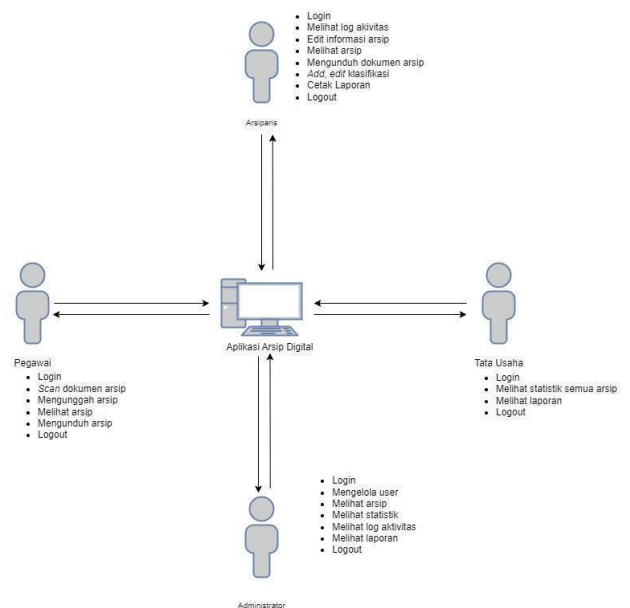 Login
Melihat log akivitas
Edit informasi arsip
Melihat arsip
Mengunduh dokumen arsip
Add, edit klasifikasi
Cetak Laporan
Logout
Arsiparis
Aplikasi Arsip Digital
Pegawai
Login
Scan dokumen arsip
Mengunggah arsip
Melihat arsip
Mengunduh arsip
Logout
Tata Usaha
Login
Melihat statistik semua arsip
Melihat laporan
Logout
Login
Mengelola user
Melihat arsip
Melihat statistik
Melihat log aktivitas
Melihat laporan
Logout
Administrator